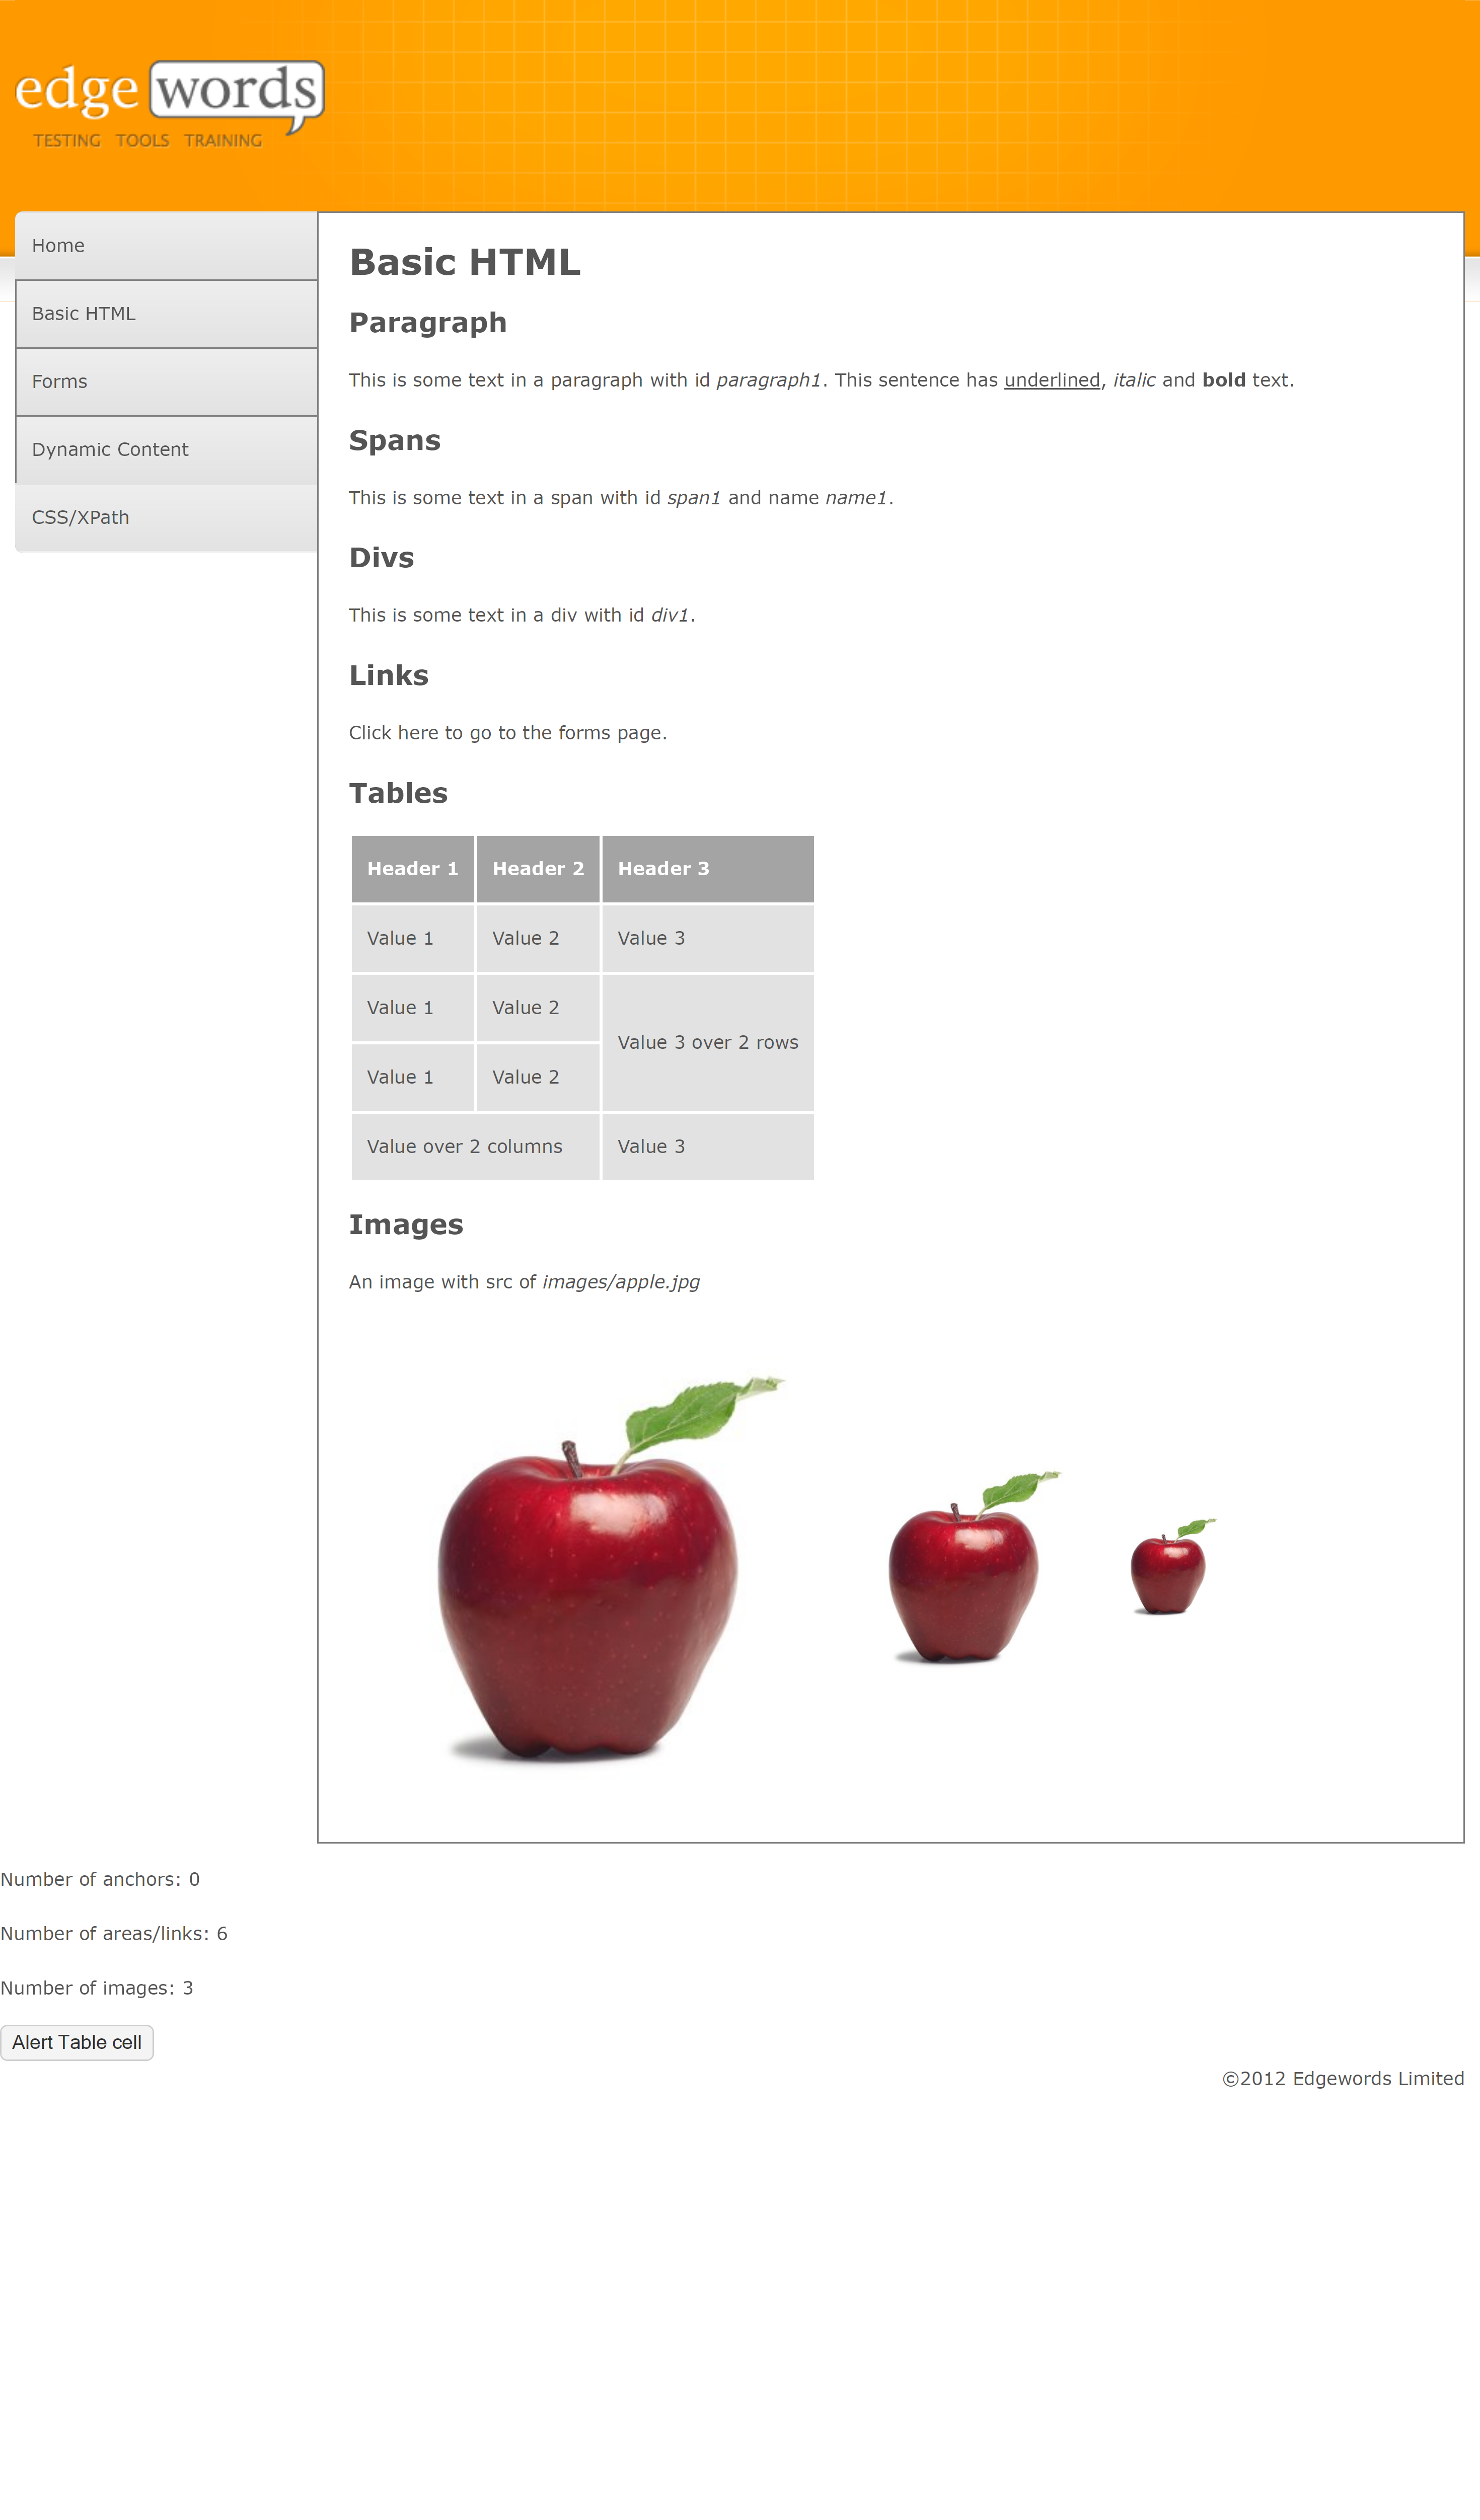 edge words
TESTING TOOLS TRAINING
Home
Basic HTML
Forms
Dynamic Content
CSS/XPath
Basic HTML
Paragraph
This is some text in a paragraph with id paragraph1. This sentence has underlined, italic and bold text.
Spans
This is some text in a span with id span1 and name name1.
Divs
This is some text in a div with id div1.
Links
Click here to go to the forms page.
Tables
Header 1 Header 2 Header 3
Value 1 Value 2 Value 3
Value 1 Value 2
Value 3 over 2 rows
Value 1 Value 2
Value over 2 columns Value 3
Images
An image with src of images/apple.jpg
Number of anchors: 0
Number of areas/links: 6
Number of images: 3
Alert Table cell
©2012 Edgewords Limited